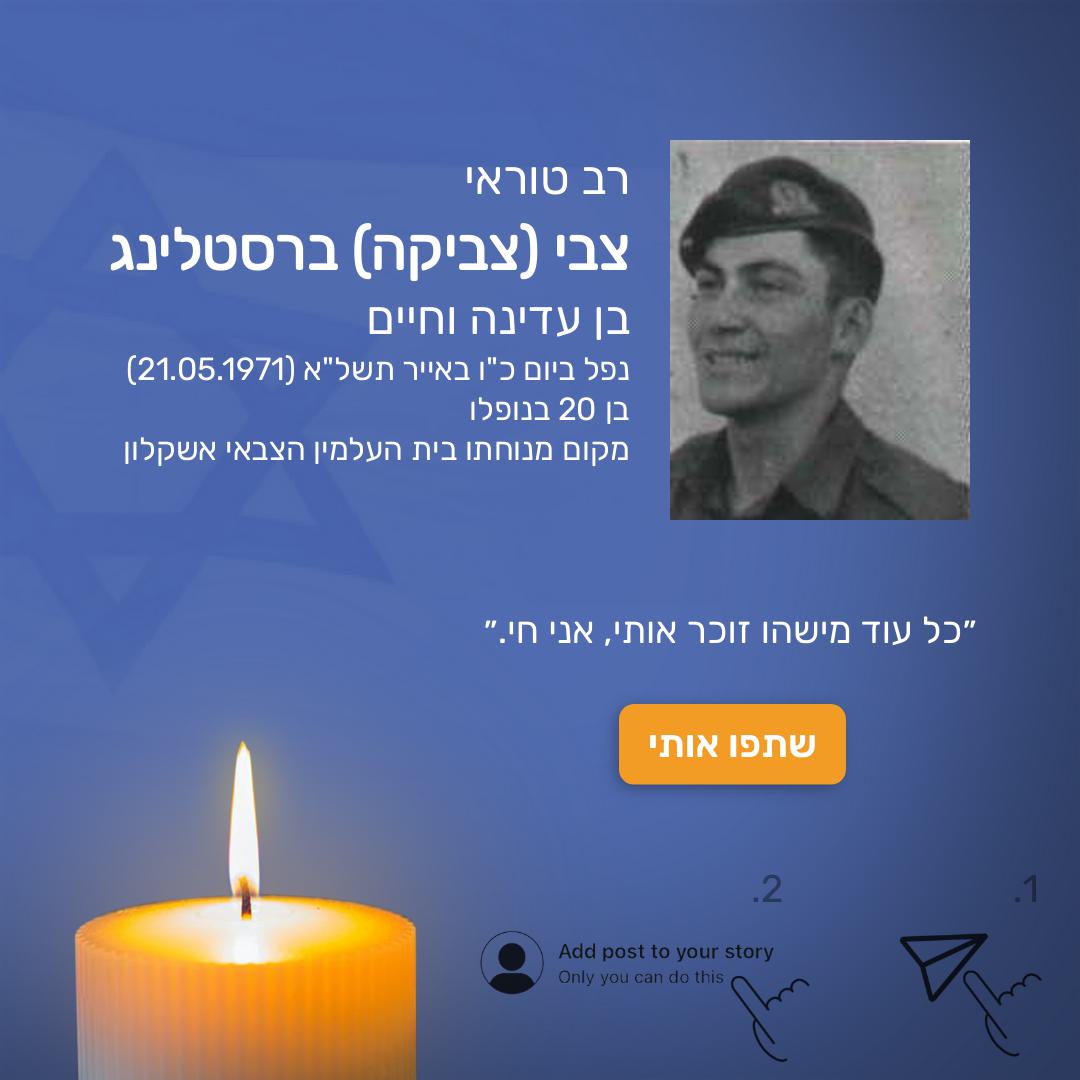 רב טוראי
צבי (צביקה) ברסטלינג
בן עדינה וחיים
נפל ביום כ"ו באייר תשל"א (21.05.1971)
בן 20 בנופלו
מקום מנוחתו בית העלמין הצבאי אשקלון
״כל עוד מישהו זוכר אותי, אני חי.״
שתפו אותי
1.
2.
Add post to your story
Only you can do this